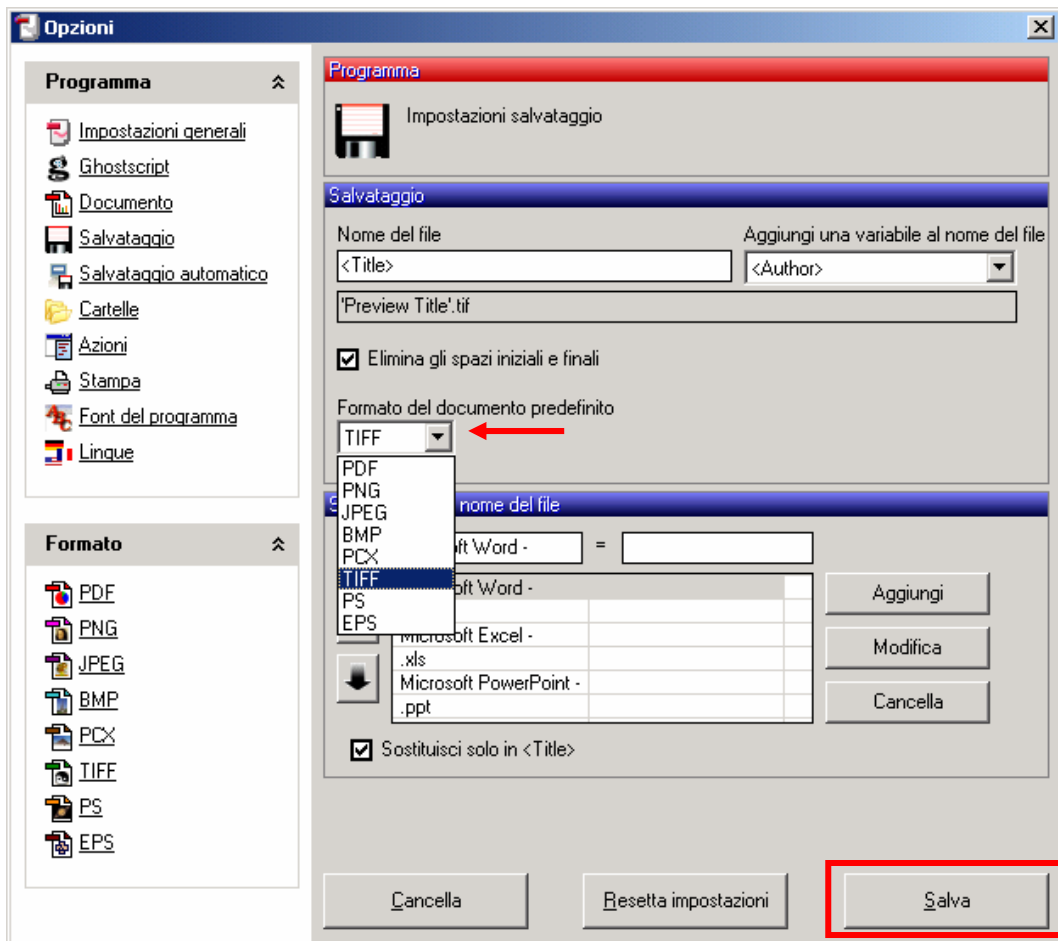 Opzioni
Programma
Impostazioni generali
Ghostscript
Documento
Salvataggio
Salvataggio automatico
Cartelle
Azioni
Stampa
Font del programma
Lingue
Formato
PDF
PNG
JPEG
BMP
PCX
TIFF
PS
EPS
Programma
Impostazioni salvataggio
Salvataggio
Nome del file
Aggiungi una variabile al nome del file
<Title>
<Author>
'Preview Title'.tif
Elimina gli spazi iniziali e finali
Formato del documento predefinito
TIFF
PDF
PNG
JPEG
BMP
PCX
TIFF
PS
EPS
nome del file
Word - =
Word -
Microsoft Excel -
.xls
Microsoft PowerPoint -
.ppt
Aggiungi
Modifica
Cancella
Sostituisci solo in <Title>
Cancella
Resetta impostazioni
Salva